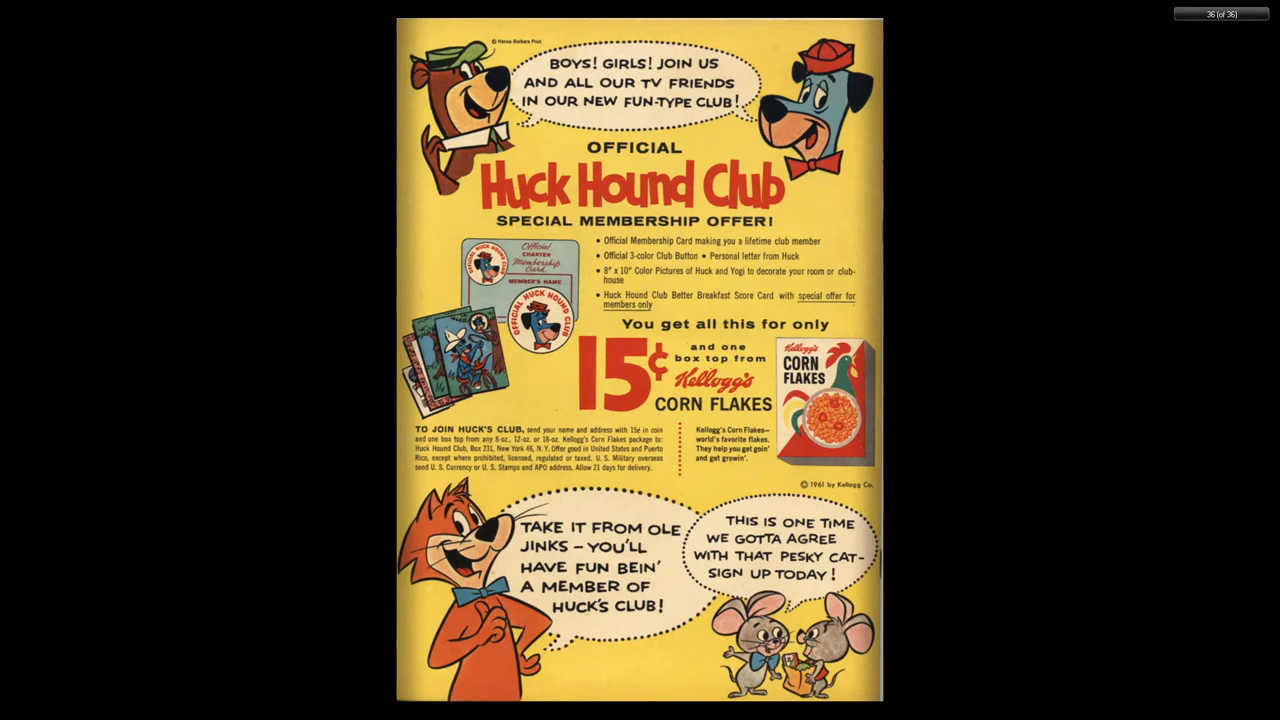 36 (of 36)
© Hanna-Barbera Prod.
BOYS! GIRLS! JOIN US
AND ALL OUR TV FRIENDS
IN OUR NEW FUN-TYPE CLUB!
OFFICIAL
Huck Hound Club
SPECIAL MEMBERSHIP OFFER!
OFFICIAL HUCK HOUND CLUB
Official
CHARTER
Membership
Card
MEMBER'S NAME
OFFICIAL HUCK HOUND CLUB
• Official Membership Card making you a lifetime club member
• Official 3-color Club Button • Personal letter from Huck
• 8" x 10" Color Pictures of Huck and Yogi to decorate your room or club-
house
• Huck Hound Club Better Breakfast Score Card with special offer for
members only
You get all this for only
15¢
and one
box top from
Kellogg's
CORN FLAKES
Kellogg's
CORN
FLAKES
TO JOIN HUCK'S CLUB, send your name and address with 15¢ in coin
and one box top from any 8-oz., 12-oz. or 18-oz. Kellogg's Corn Flakes package to:
Huck Hound Club, Box 231, New York 46, N. Y. Offer good in United States and Puerto
Rico, except where prohibited, licensed, regulated or taxed. U. S. Military overseas
send U. S. Currency or U. S. Stamps and APO address. Allow 21 days for delivery.
Kellogg's Corn Flakes—
world's favorite flakes.
They help you get goin'
and get growin'.
© 1961 by Kellogg Co.
TAKE IT FROM OLE
JINKS – YOU'LL
HAVE FUN BEIN'
A MEMBER OF
HUCK'S CLUB!
THIS IS ONE TIME
WE GOTTA AGREE
WITH THAT PESKY CAT-
SIGN UP TODAY!